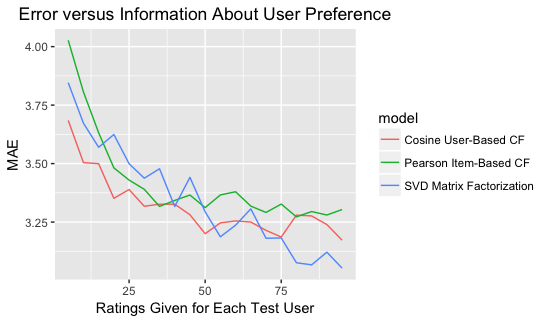 Error versus Information About User Preference
MAE
4.00
3.75
3.50
3.25
25
50
75
Ratings Given for Each Test User
model
Cosine User-Based CF
Pearson Item-Based CF
SVD Matrix Factorization